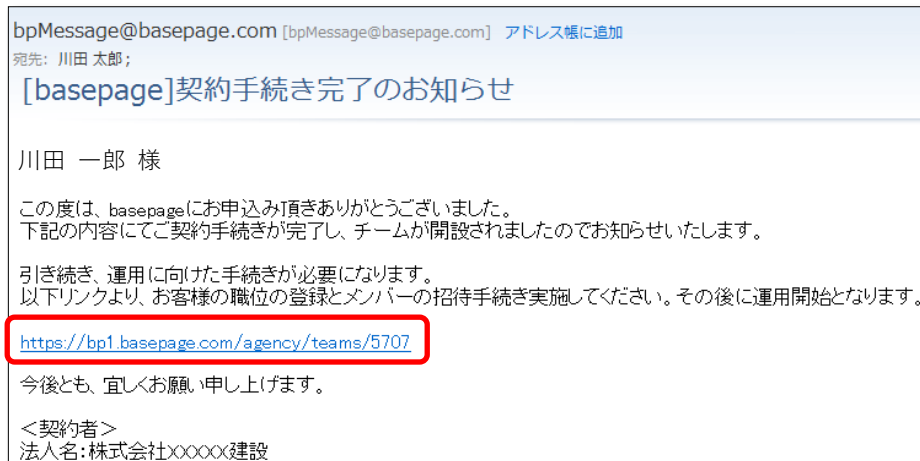 bpMessage@basepage.com [bpMessage@basepage.com] アドレス帳に追加
宛先: 川田 太郎;
[basepage]契約手続き完了のお知らせ
川田 一郎 様
この度は、basepageにお申込み頂きありがとうございました。
下記の内容にてご契約手続きが完了し、チームが開設されましたのでお知らせいたします。
引き続き、運用に向けた手続きが必要になります。
以下リンクより、お客様の職位の登録とメンバーの招待手続き実施してください。その後に運用開始となります。
https://bp1.basepage.com/agency/teams/5707
今後とも、宜しくお願い申し上げます。
＜契約者＞
法人名:株式会社XXXXX建設